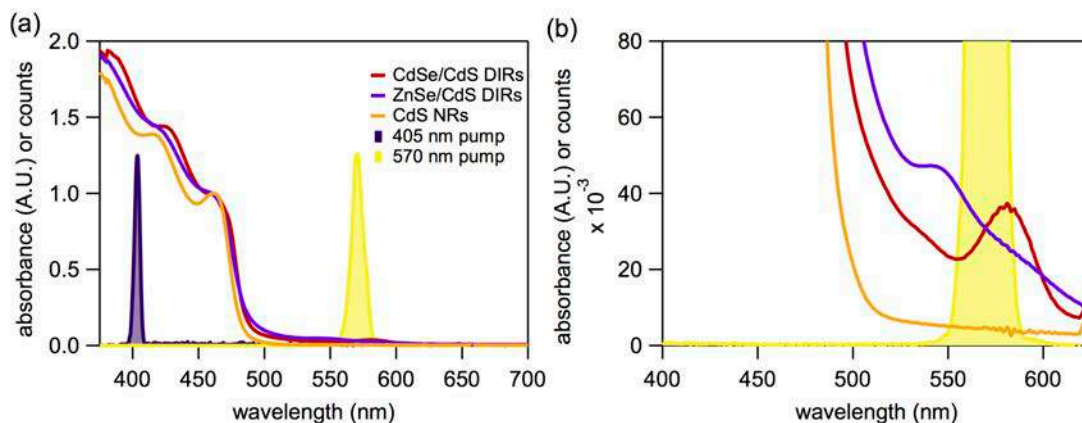 (a)
absorbance (A.U.) or counts
2.0
1.5
1.0
0.5
0.0
CdSe/CdS DIRs
ZnSe/CdS DIRs
CdS NRs
405 nm pump
570 nm pump
400 450 500 550 600 650 700
wavelength (nm)
(b)
absorbance (A.U.) or counts
x 10⁻³
80
60
40
20
0
400 450 500 550 600
wavelength (nm)